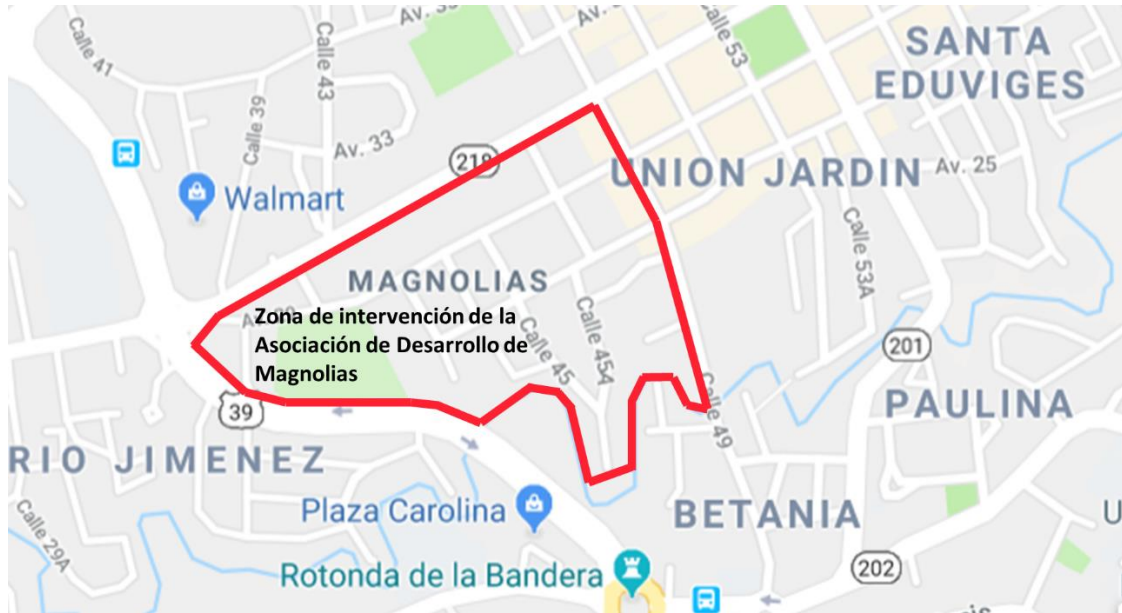 Calle 41
Calle 43
Av. 33
Calle 53
SANTA
EDUVIGES
Calle 39
Av. 33
218
UNION JARDIN
Av. 25
Walmart
MAGNOLIAS
Calle 53A
Zona de intervención de la
Asociación de Desarrollo de
Magnolias
Calle 45
Calle 45A
201
39
Calle 49
PAULINA
RIO JIMENEZ
Plaza Carolina
BETANIA
Calle 29A
Rotonda de la Bandera
202